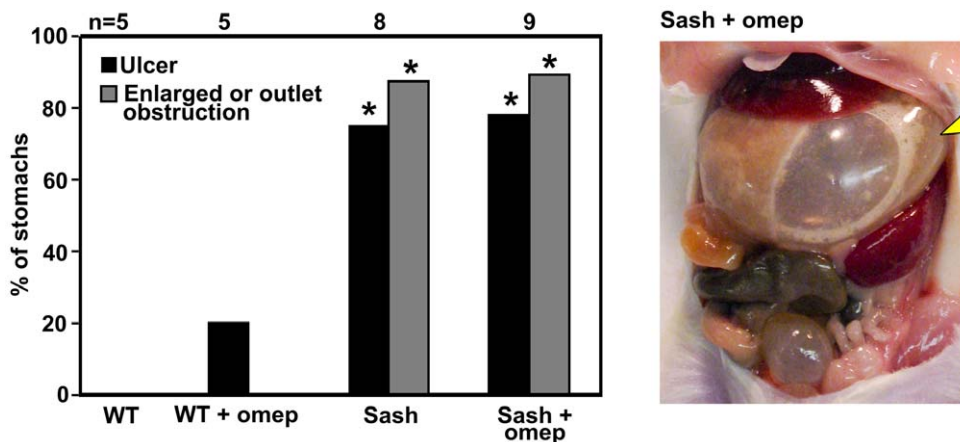 n=5 5 8 9
100
80
60
40
20
0
% of stomachs
Ulcer
Enlarged or outlet
obstruction
* * * *
WT WT + omep Sash Sash +
omep
Sash + omep